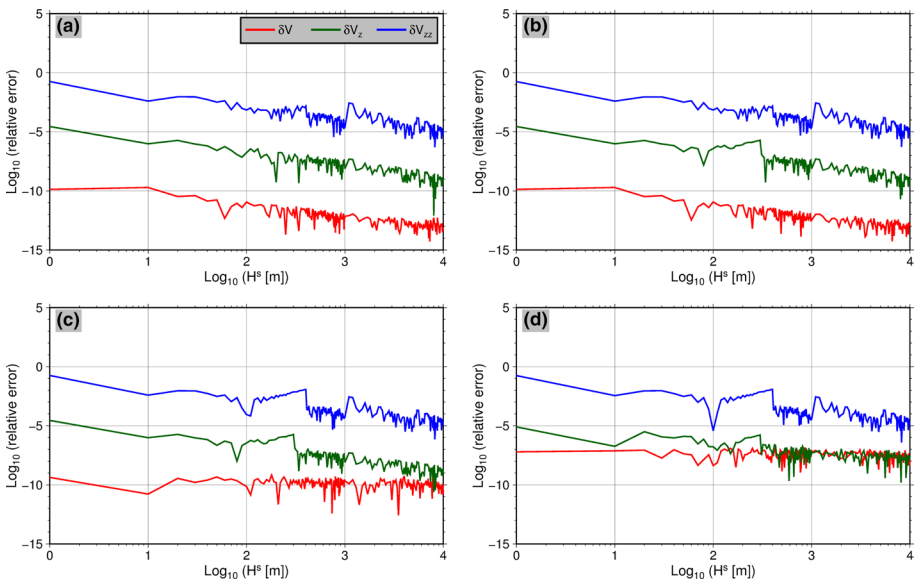 (a)
δV δVz δVzz
(b)
5
0
−5
−10
−15
Log10 (relative error)
0 1 2 3 4
Log10 (Hs [m])
5
0
−5
−10
−15
Log10 (relative error)
0 1 2 3 4
Log10 (Hs [m])
(c)
(d)
5
0
−5
−10
−15
Log10 (relative error)
0 1 2 3 4
Log10 (Hs [m])
5
0
−5
−10
−15
Log10 (relative error)
0 1 2 3 4
Log10 (Hs [m])